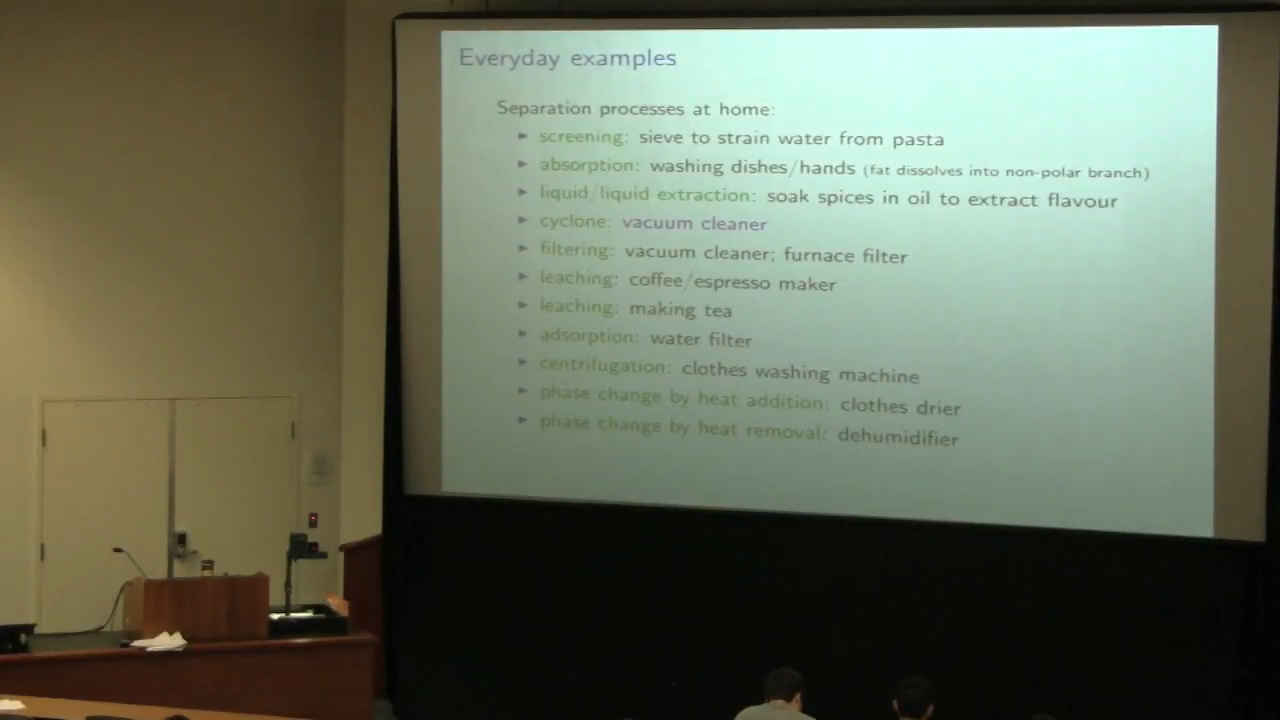 Everyday examples
Separation processes at home:
► screening: sieve to strain water from pasta
► absorption: washing dishes/hands (fat dissolves into non-polar branch)
► liquid/liquid extraction: soak spices in oil to extract flavour
► cyclone: vacuum cleaner
► filtering: vacuum cleaner; furnace filter
► leaching: coffee/espresso maker
► leaching: making tea
► adsorption: water filter
► centrifugation: clothes washing machine
► phase change by heat addition: clothes drier
► phase change by heat removal: dehumidifier